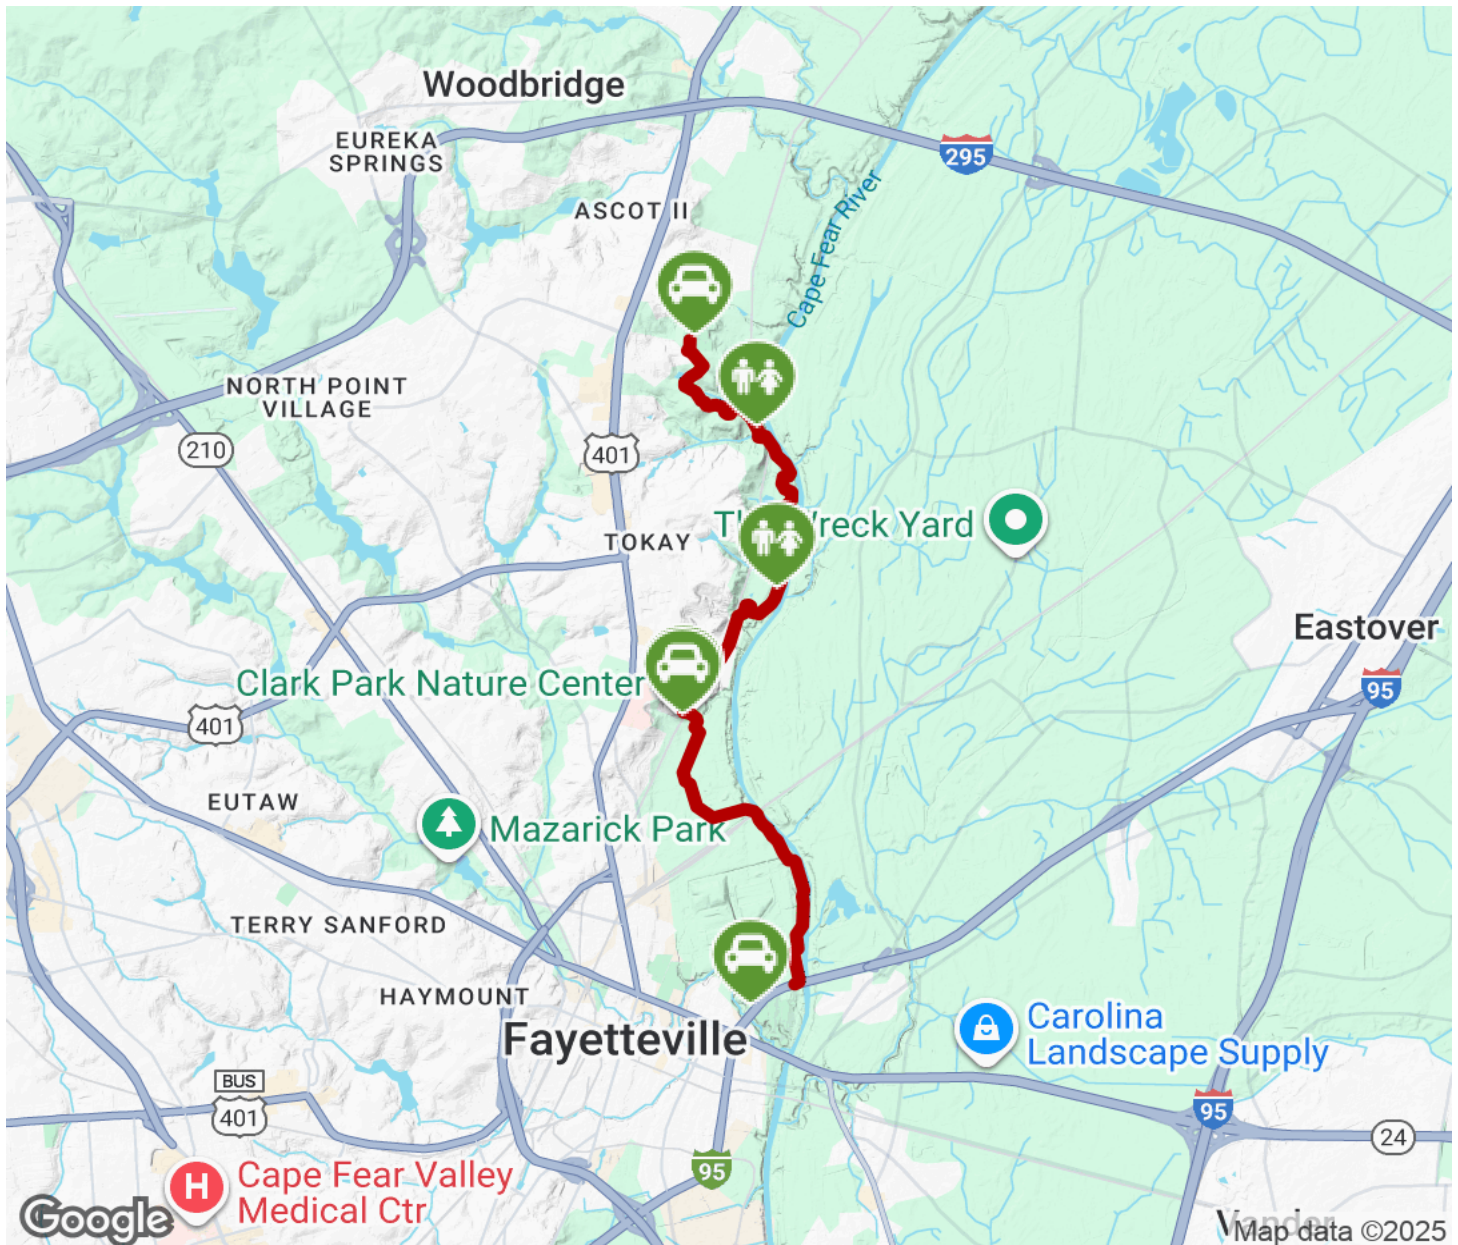 Woodbridge
EUREKA
SPRINGS
295
Cape Fear River
ASCOT II
NORTH POINT
VILLAGE
210
401
TOKAY
Wreck Yard
Eastover
95
Clark Park Nature Center
401
EUTAW
Mazarick Park
TERRY SANFORD
HAYMOUNT
Fayetteville
Carolina
Landscape Supply
BUS
401
95
24
95
H
Cape Fear Valley
Medical Ctr
Google
Map data ©2025